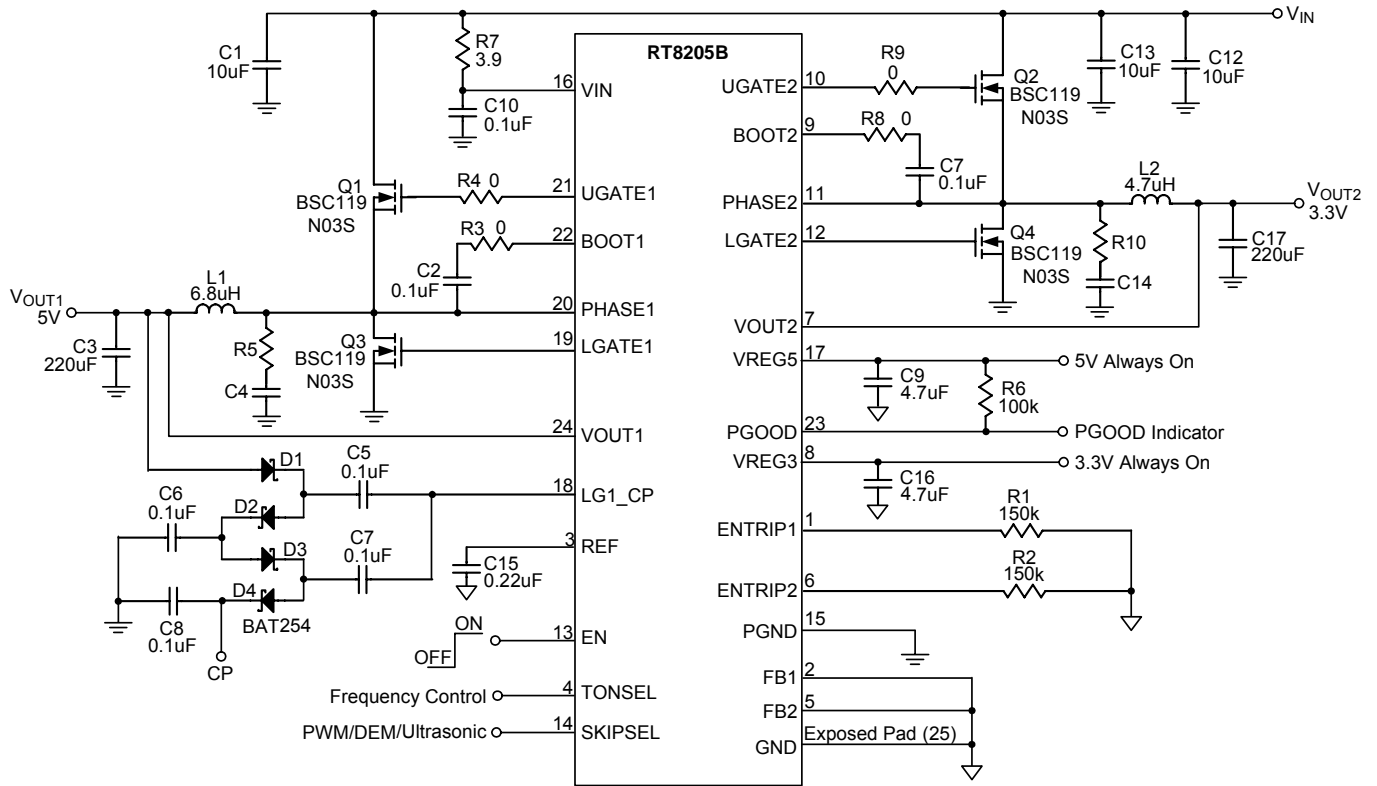 VIN
RT8205B
C1
10uF
R7
3.9
16
VIN
C10
0.1uF
UGATE2
10
R9
0
Q2
BSC119
N03S
C13
10uF
C12
10uF
BOOT2
9
R8 0
C7
0.1uF
Q1
BSC119
N03S
R4 0
21
UGATE1
PHASE2
11
L2
4.7uH
VOUT2
3.3V
R3 0
22
BOOT1
LGATE2
12
Q4
BSC119
N03S
R10
C14
C17
220uF
C2
0.1uF
L1
6.8uH
VOUT1
5V
20
PHASE1
VOUT2
7
C3
220uF
R5
C4
Q3
BSC119
N03S
19
LGATE1
VREG5
17
5V Always On
C9
4.7uF
R6
100k
24
VOUT1
PGOOD
23
PGOOD Indicator
VREG3
8
3.3V Always On
C16
4.7uF
D1
C5
0.1uF
18
LG1_CP
C6
0.1uF
D2
ENTRIP1
1
R1
150k
D3
C7
0.1uF
3
REF
C15
0.22uF
D4
BAT254
C8
0.1uF
CP
ENTRIP2
6
R2
150k
ON
OFF
13
EN
PGND
15
Frequency Control
4
TONSEL
FB1
2
FB2
5
PWM/DEM/Ultrasonic
14
SKIPSEL
GND
Exposed Pad (25)